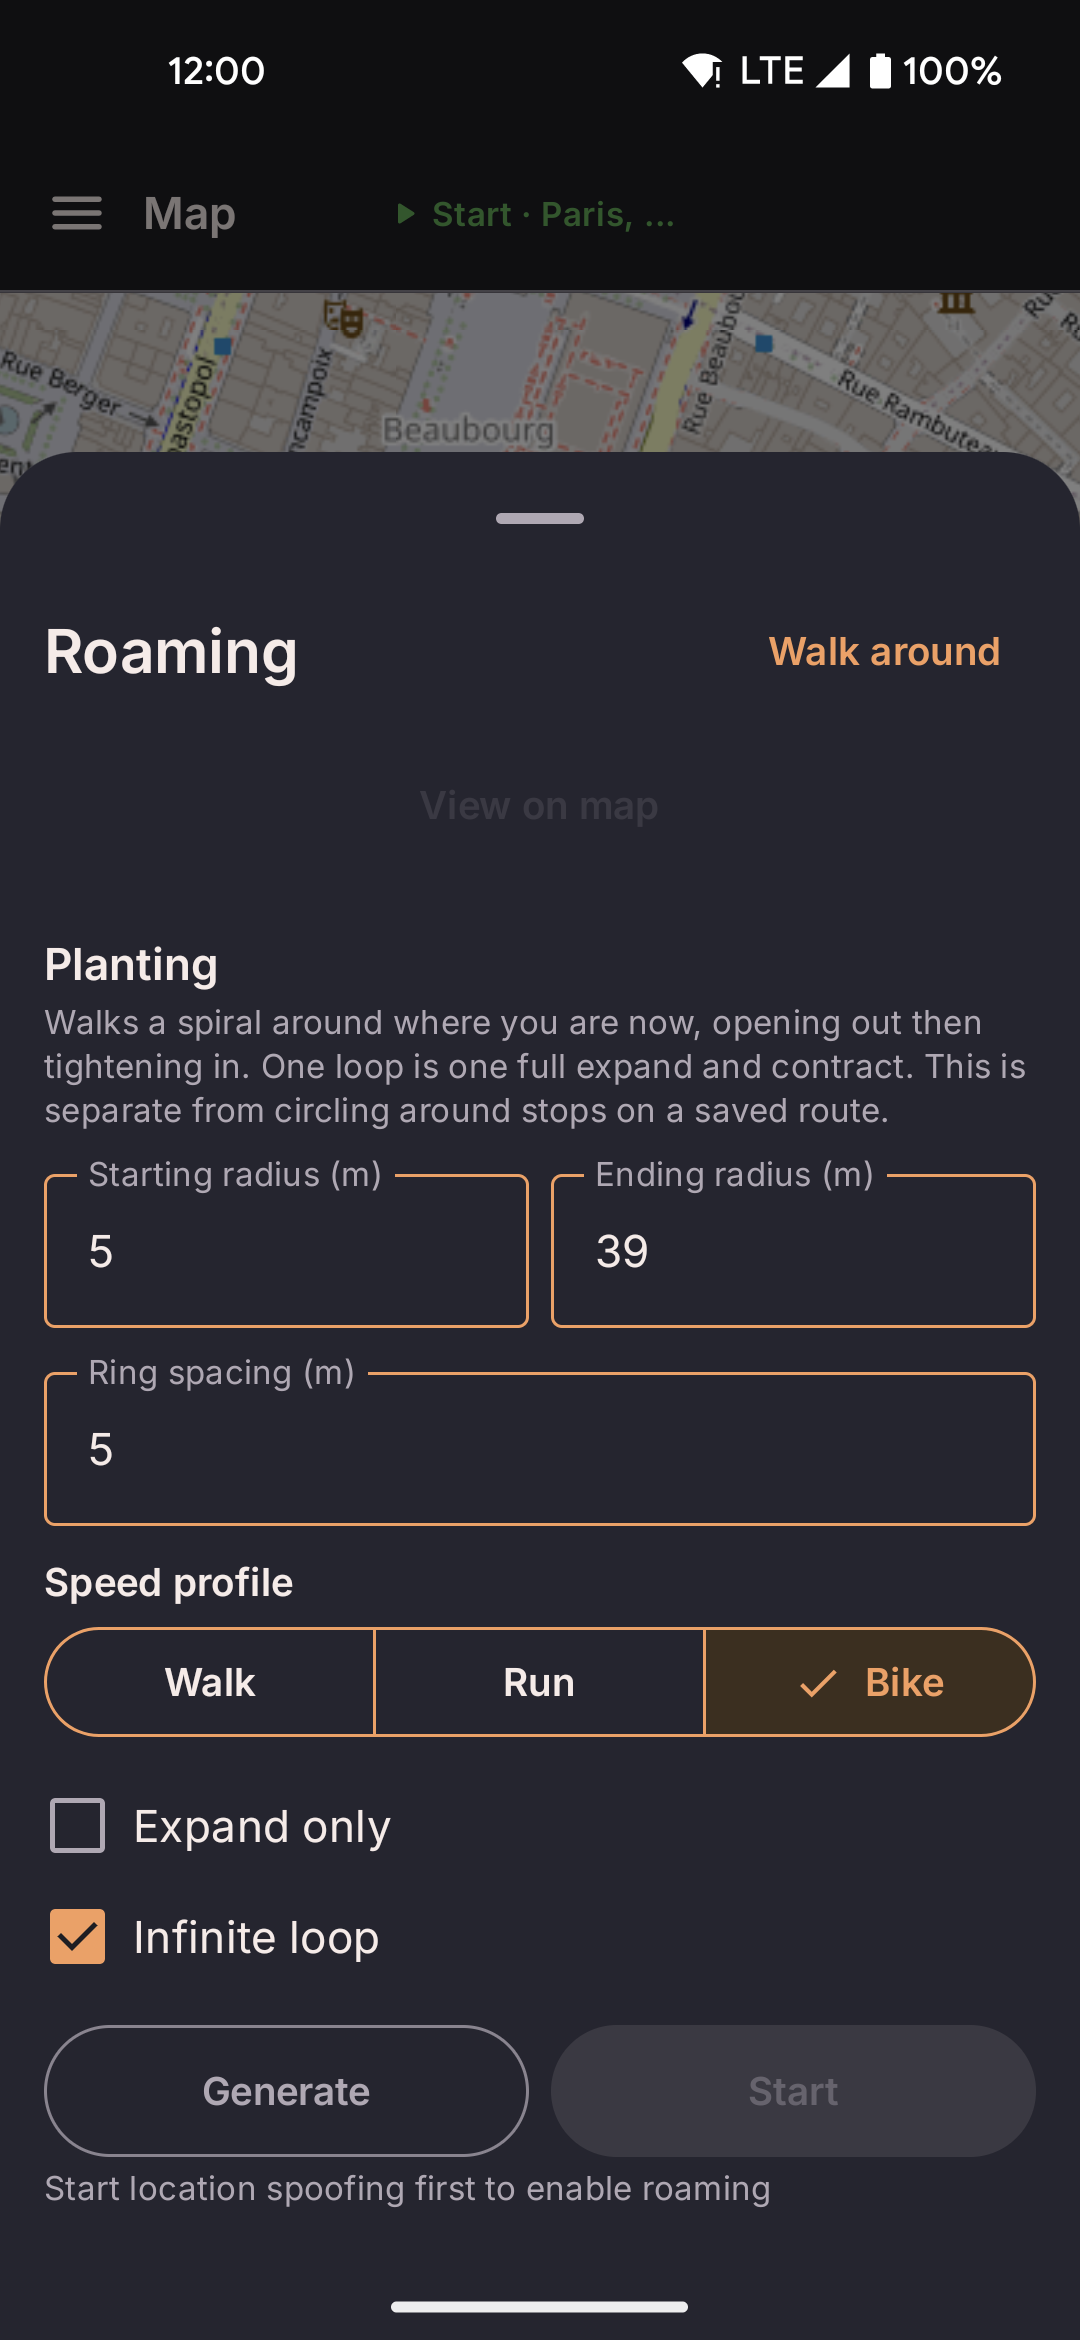 12:00
LTE
100%
Map
Start · Paris, ...
Rue Berger
Rue Beaubou
Rue Rambutea
Beaubourg
Roaming
Walk around
View on map
Planting
Walks a spiral around where you are now, opening out then
tightening in. One loop is one full expand and contract. This is
separate from circling around stops on a saved route.
Starting radius (m)
Ending radius (m)
5
39
Ring spacing (m)
5
Speed profile
Walk
Run
Bike
Expand only
Infinite loop
Generate
Start
Start location spoofing first to enable roaming